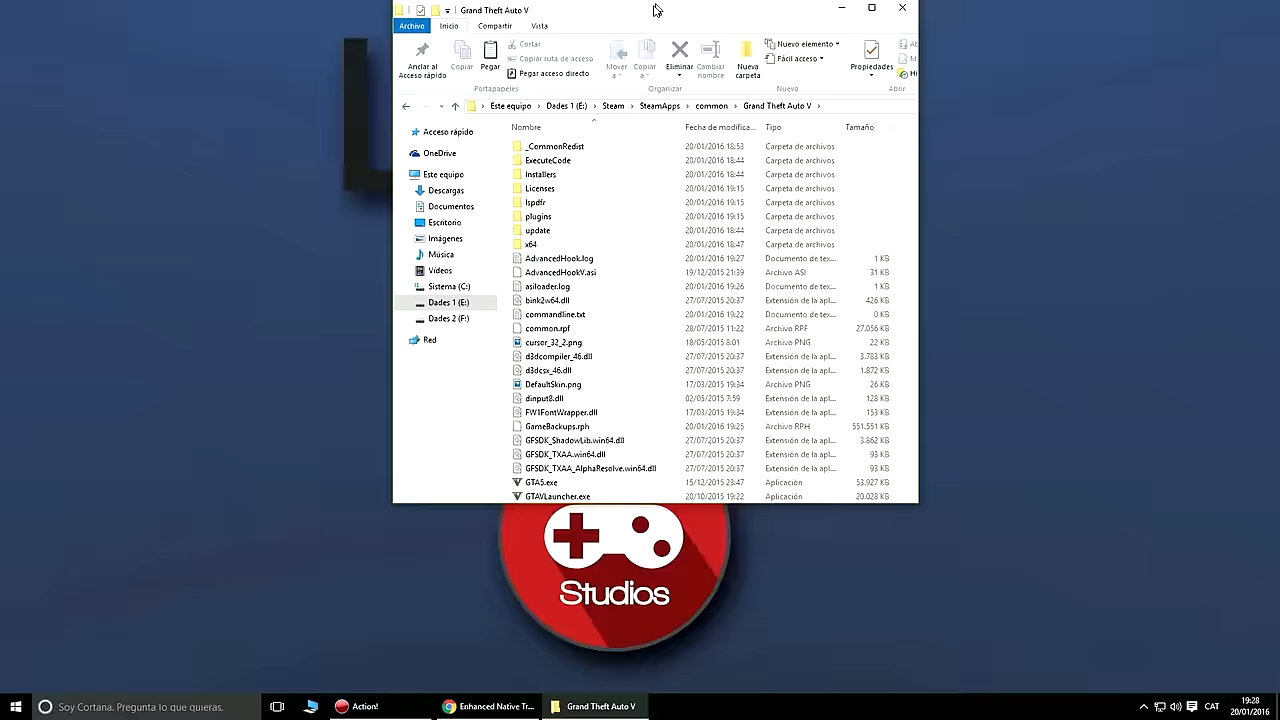 Grand Theft Auto V
Archivo Inicio Compartir Vista
Anclar al Acceso rápido
Copiar
Pegar
Cortar
Copiar ruta de acceso
Pegar acceso directo
Mover a
Copiar a
Eliminar
Cambiar nombre
Nueva carpeta
Nuevo elemento
Fácil acceso
Propiedades
Portapapeles Organizar Nuevo Abrir
Este equipo Dades 1 (E:) Steam SteamApps common Grand Theft Auto V
Acceso rápido
OneDrive
Este equipo
Descargas
Documentos
Escritorio
Imágenes
Música
Vídeos
Sistema (C:)
Dades 1 (E:)
Dades 2 (F:)
Red
Nombre Fecha de modifica... Tipo Tamaño
_CommonRedist 20/01/2016 18:53 Carpeta de archivos
ExecuteCode 20/01/2016 18:44 Carpeta de archivos
Installers 20/01/2016 18:44 Carpeta de archivos
Licenses 20/01/2016 19:15 Carpeta de archivos
lspdfr 20/01/2016 19:15 Carpeta de archivos
plugins 20/01/2016 19:15 Carpeta de archivos
update 20/01/2016 18:44 Carpeta de archivos
x64 20/01/2016 18:47 Carpeta de archivos
AdvancedHook.log 20/01/2016 19:27 Documento de tex... 1 KB
AdvancedHookV.asi 19/12/2015 21:39 Archivo ASI 31 KB
asiloader.log 20/01/2016 19:26 Documento de tex... 1 KB
bink2w64.dll 27/07/2015 20:37 Extensión de la apl... 426 KB
commandline.txt 20/01/2016 19:22 Documento de tex... 0 KB
common.rpf 28/07/2015 11:22 Archivo RPF 27.056 KB
cursor_32_2.png 18/05/2015 8:01 Archivo PNG 22 KB
d3dcompiler_46.dll 27/07/2015 20:37 Extensión de la apl... 3.783 KB
d3dcsx_46.dll 27/07/2015 20:37 Extensión de la apl... 1.872 KB
DefaultSkin.png 17/03/2015 19:34 Archivo PNG 26 KB
dinput8.dll 02/05/2015 7:59 Extensión de la apl... 128 KB
FW1FontWrapper.dll 17/03/2015 19:34 Extensión de la apl... 153 KB
GameBackups.rph 20/01/2016 19:25 Archivo RPH 551.551 KB
GFSDK_ShadowLib.win64.dll 27/07/2015 20:37 Extensión de la apl... 3.862 KB
GFSDK_TXAA.win64.dll 27/07/2015 20:37 Extensión de la apl... 93 KB
GFSDK_TXAA_AlphaResolve.win64.dll 27/07/2015 20:37 Extensión de la apl... 93 KB
GTA5.exe 15/12/2015 23:47 Aplicación 53.927 KB
GTAVLauncher.exe 20/10/2015 19:22 Aplicación 20.028 KB
Studios
Soy Cortana. Pregunta lo que quieras.
Action!
Enhanced Native Tr...
Grand Theft Auto V
CAT
19:28
20/01/2016